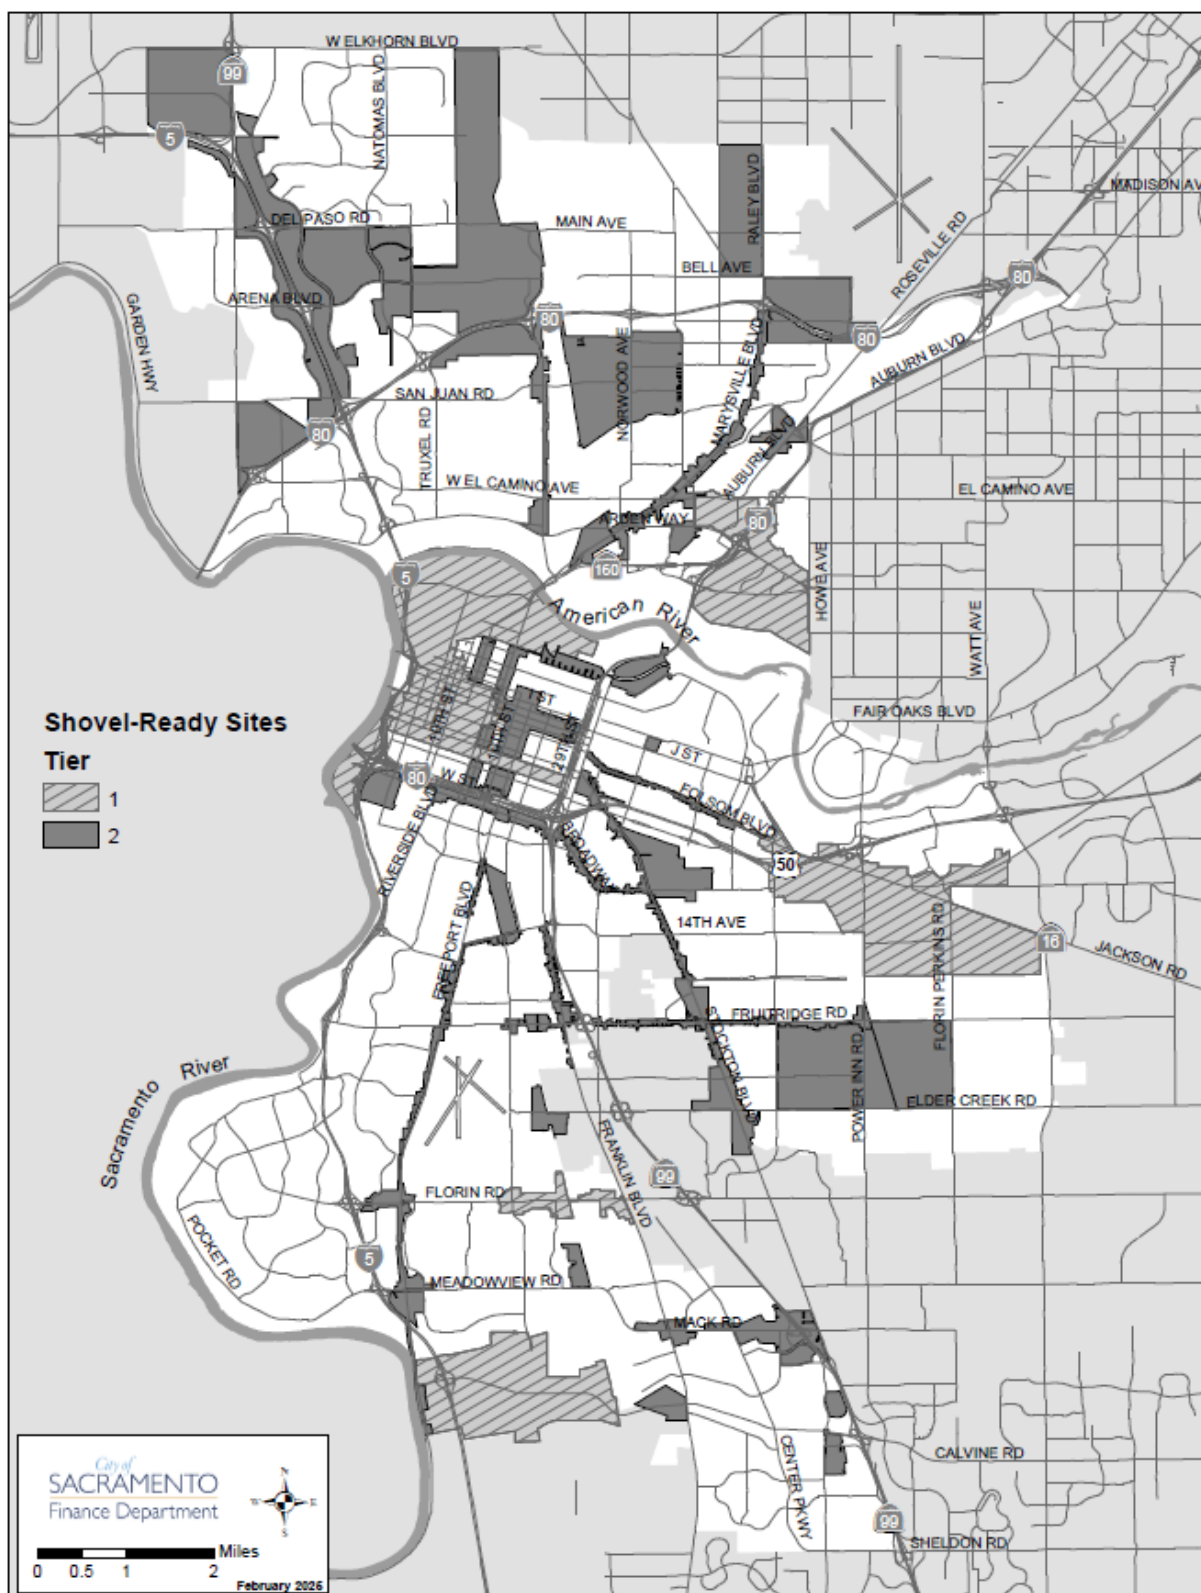 W ELKHORN BLVD
99
NATOMAS BLVD
5
RALEY BLVD
MADISON AV
DEL PASO RD
MAIN AVE
ROSEVILLE RD
BELL AVE
80
GARDEN HWY
ARENA BLVD
80
NORWOOD AVE
MARYSVILLE BLVD
80
AUBURN BLVD
SAN JUAN RD
80
TRUXEL RD
AUBURN BLVD
W EL CAMINO AVE
EL CAMINO AVE
ARDEN WAY
80
5
160
HOWE AVE
American River
WATT AVE
FAIR OAKS BLVD
Shovel-Ready Sites
Tier
1
2
10TH ST
I ST
29TH ST
J ST
80
W ST
FOLSOM BLVD
RIVERSIDE BLVD
BROADWAY
50
FREEPORT BLVD
14TH AVE
FLORIN PERKINS RD
16
JACKSON RD
FRUITRIDGE RD
STOCKTON BLVD
POWER INN RD
Sacramento River
ELDER CREEK RD
FRANKLIN BLVD
99
FLORIN RD
POCKET RD
5
MEADOWVIEW RD
MACK RD
CENTER PKWY
CALVINE RD
99
SHELDON RD
City of
SACRAMENTO
Finance Department
N
W E
S
0 0.5 1 2 Miles
February 2025